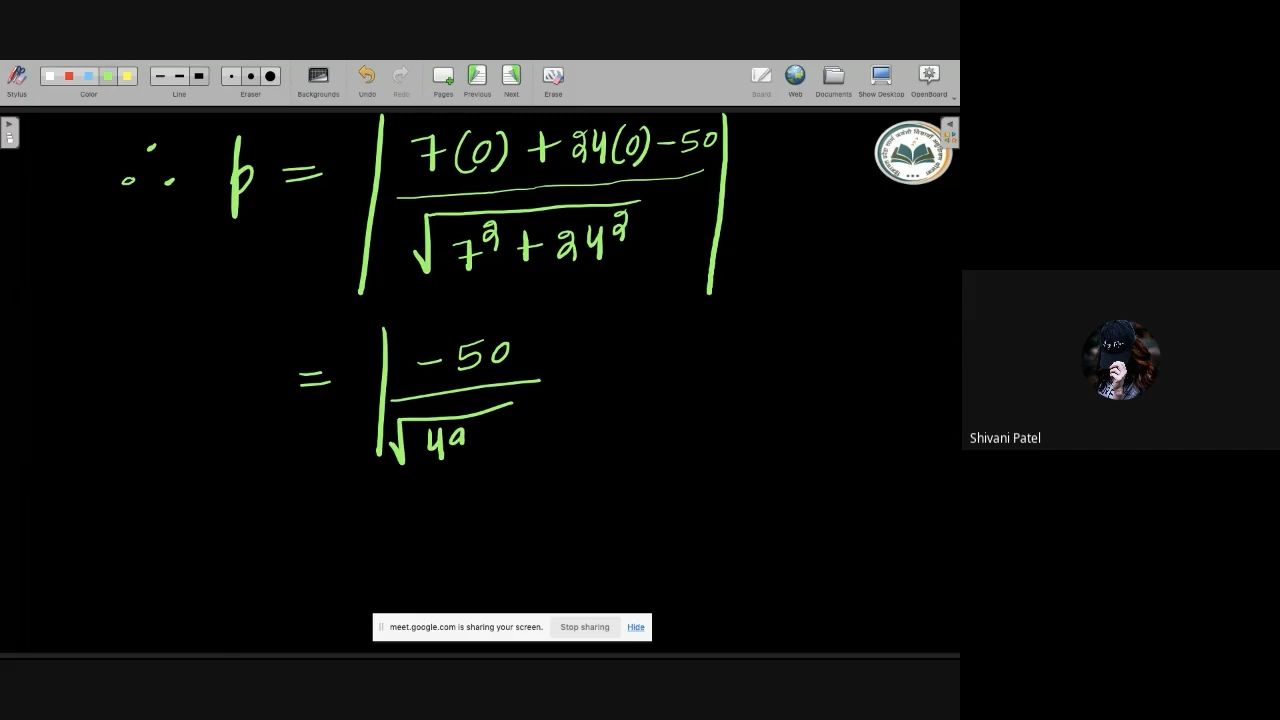 Stylus Color Line Eraser Backgrounds Undo Redo Pages Previous Next Erase Board Web Documents Show Desktop OpenBoard
∴ p = | 7(0) + 24(0) - 50
√ 7² + 24² |
= | - 50
√ 49
Shivani Patel
meet.google.com is sharing your screen. Stop sharing Hide